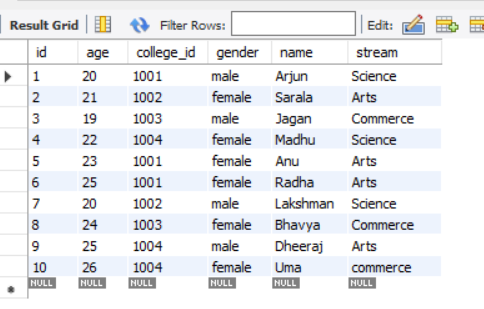 Result Grid Filter Rows: Edit:
id age college_id gender name stream
1 20 1001 male Arjun Science
2 21 1002 female Sarala Arts
3 19 1003 male Jagan Commerce
4 22 1004 female Madhu Science
5 23 1001 female Anu Arts
6 25 1001 female Radha Arts
7 20 1002 male Lakshman Science
8 24 1003 female Bhavya Commerce
9 25 1004 male Dheeraj Arts
10 26 1004 female Uma commerce
NULL NULL NULL NULL NULL NULL